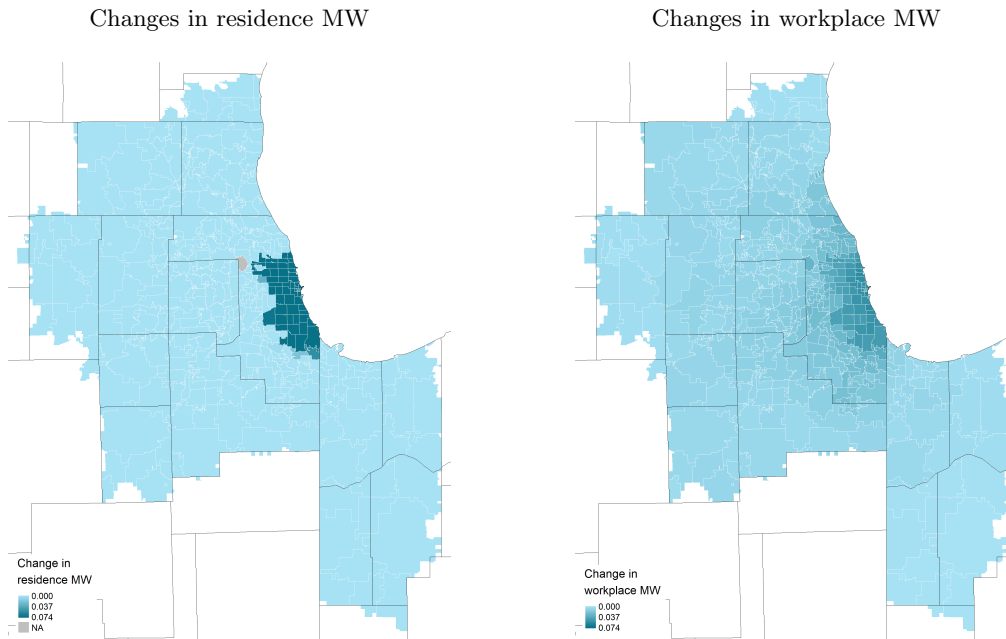 Changes in residence MW
Changes in workplace MW
Change in
residence MW
0.000
0.037
0.074
NA
Change in
workplace MW
0.000
0.037
0.074